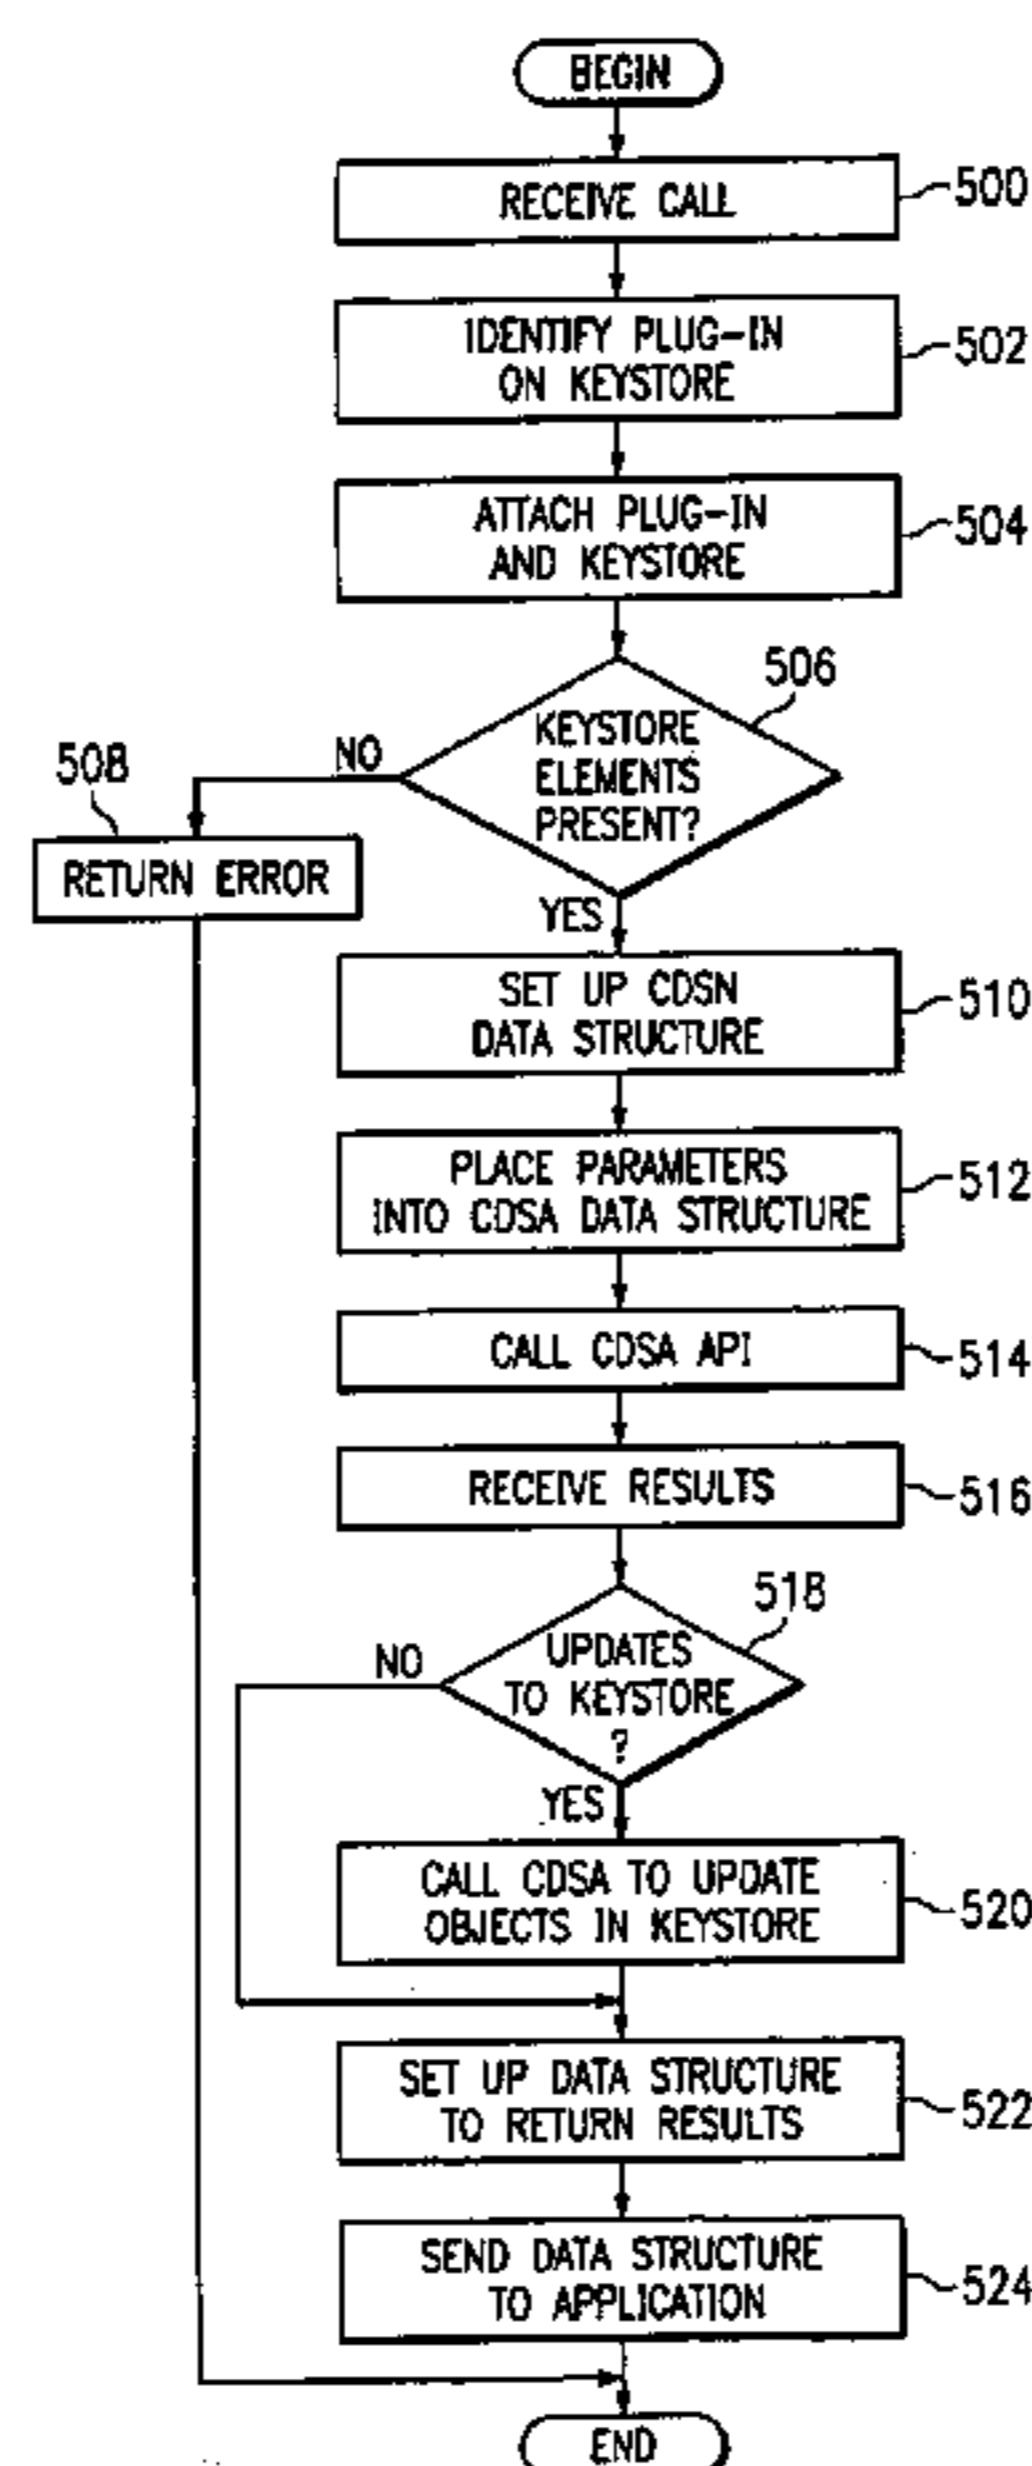 BEGIN
RECEIVE CALL
500
IDENTIFY PLUG-IN
ON KEYSTORE
502
ATTACH PLUG-IN
AND KEYSTORE
504
506
KEYSTORE
ELEMENTS
PRESENT?
NO
508
RETURN ERROR
YES
SET UP CDSN
DATA STRUCTURE
510
PLACE PARAMETERS
INTO CDSA DATA STRUCTURE
512
CALL CDSA API
514
RECEIVE RESULTS
516
518
UPDATES
TO KEYSTORE
?
NO
YES
CALL CDSA TO UPDATE
OBJECTS IN KEYSTORE
520
SET UP DATA STRUCTURE
TO RETURN RESULTS
522
SEND DATA STRUCTURE
TO APPLICATION
524
END